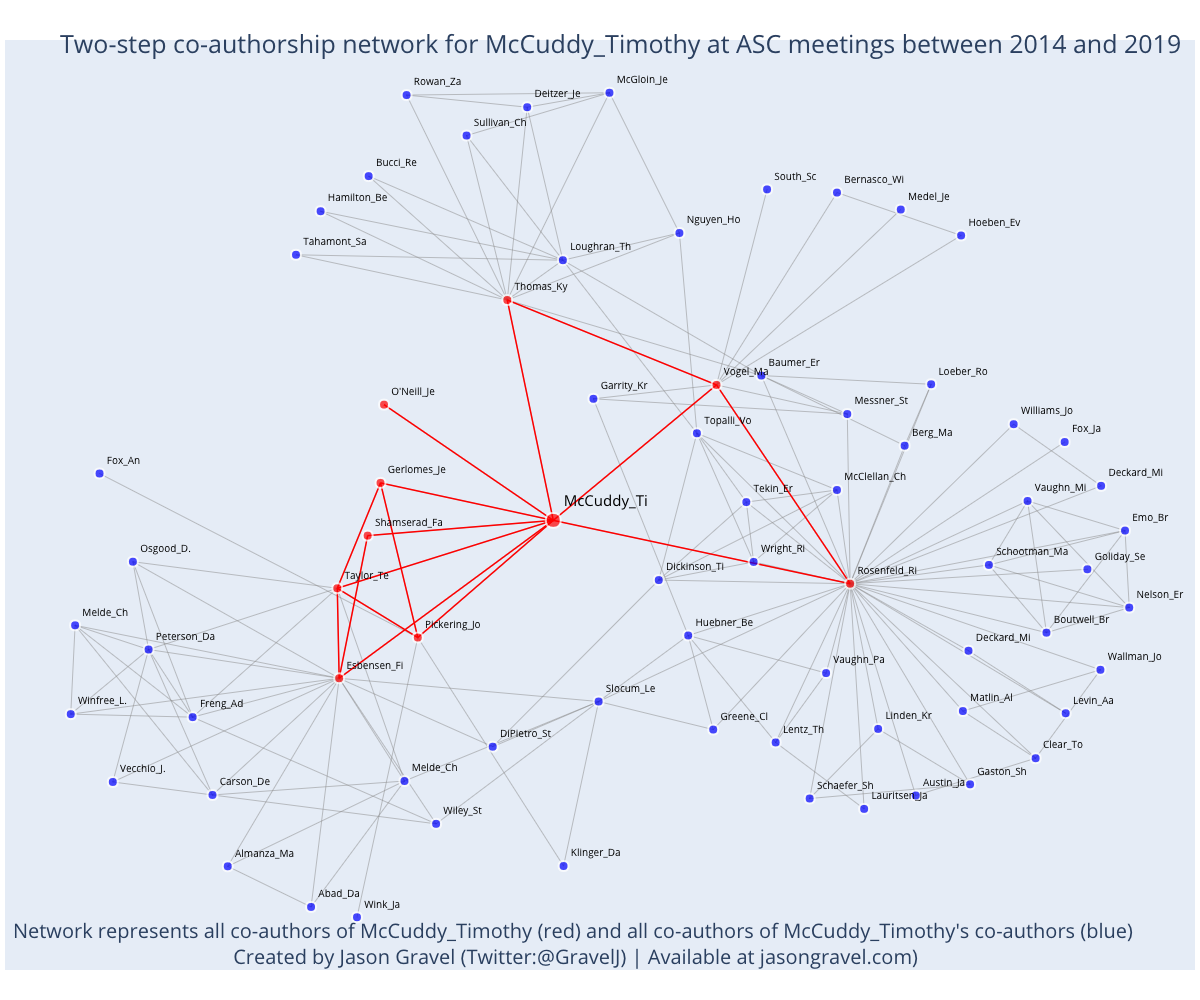 Two-step co-authorship network for McCuddy_Timothy at ASC meetings between 2014 and 2019
Rowan_Za
McGloin_Je
Deitzer_Je
Sullivan_Ch
Bucci_Re
Hamilton_Be
South_Sc
Bernasco_Wi
Medel_Je
Nguyen_Ho
Hoeben_Ev
Tahamont_Sa
Loughran_Th
Thomas_Ky
Baumer_Er
Vogel_Ma
Loeber_Ro
O'Neill_Je
Garrity_Kr
Messner_St
Williams_Jo
Topalli_Vo
Berg_Ma
Fox_Ja
Fox_An
Gerlomes_Je
McClellan_Ch
Deckard_Mi
Tekin_Er
Vaughn_Mi
McCuddy_Ti
Shamserad_Fa
Emo_Br
Osgood_D.
Wright_Ri
Schootman_Ma
Goliday_Se
Taylor_Te
Dickinson_Ti
Rosenfeld_Ri
Nelson_Er
Melde_Ch
Peterson_Da
Pickering_Jo
Huebner_Be
Boutwell_Br
Deckard_Mi
Esbensen_Fi
Vaughn_Pa
Wallman_Jo
Winfree_L.
Freng_Ad
Slocum_Le
Matlin_Al
Levin_Aa
DiPietro_St
Greene_Cl
Lentz_Th
Linden_Kr
Clear_To
Vecchio_J.
Carson_De
Melde_Ch
Schaefer_Sh
Austin_Ja
Gaston_Sh
Lauritsen_Ja
Wiley_St
Almanza_Ma
Klinger_Da
Abad_Da
Wink_Ja
Network represents all co-authors of McCuddy_Timothy (red) and all co-authors of McCuddy_Timothy's co-authors (blue)
Created by Jason Gravel (Twitter:@GravelJ) | Available at jasongravel.com)